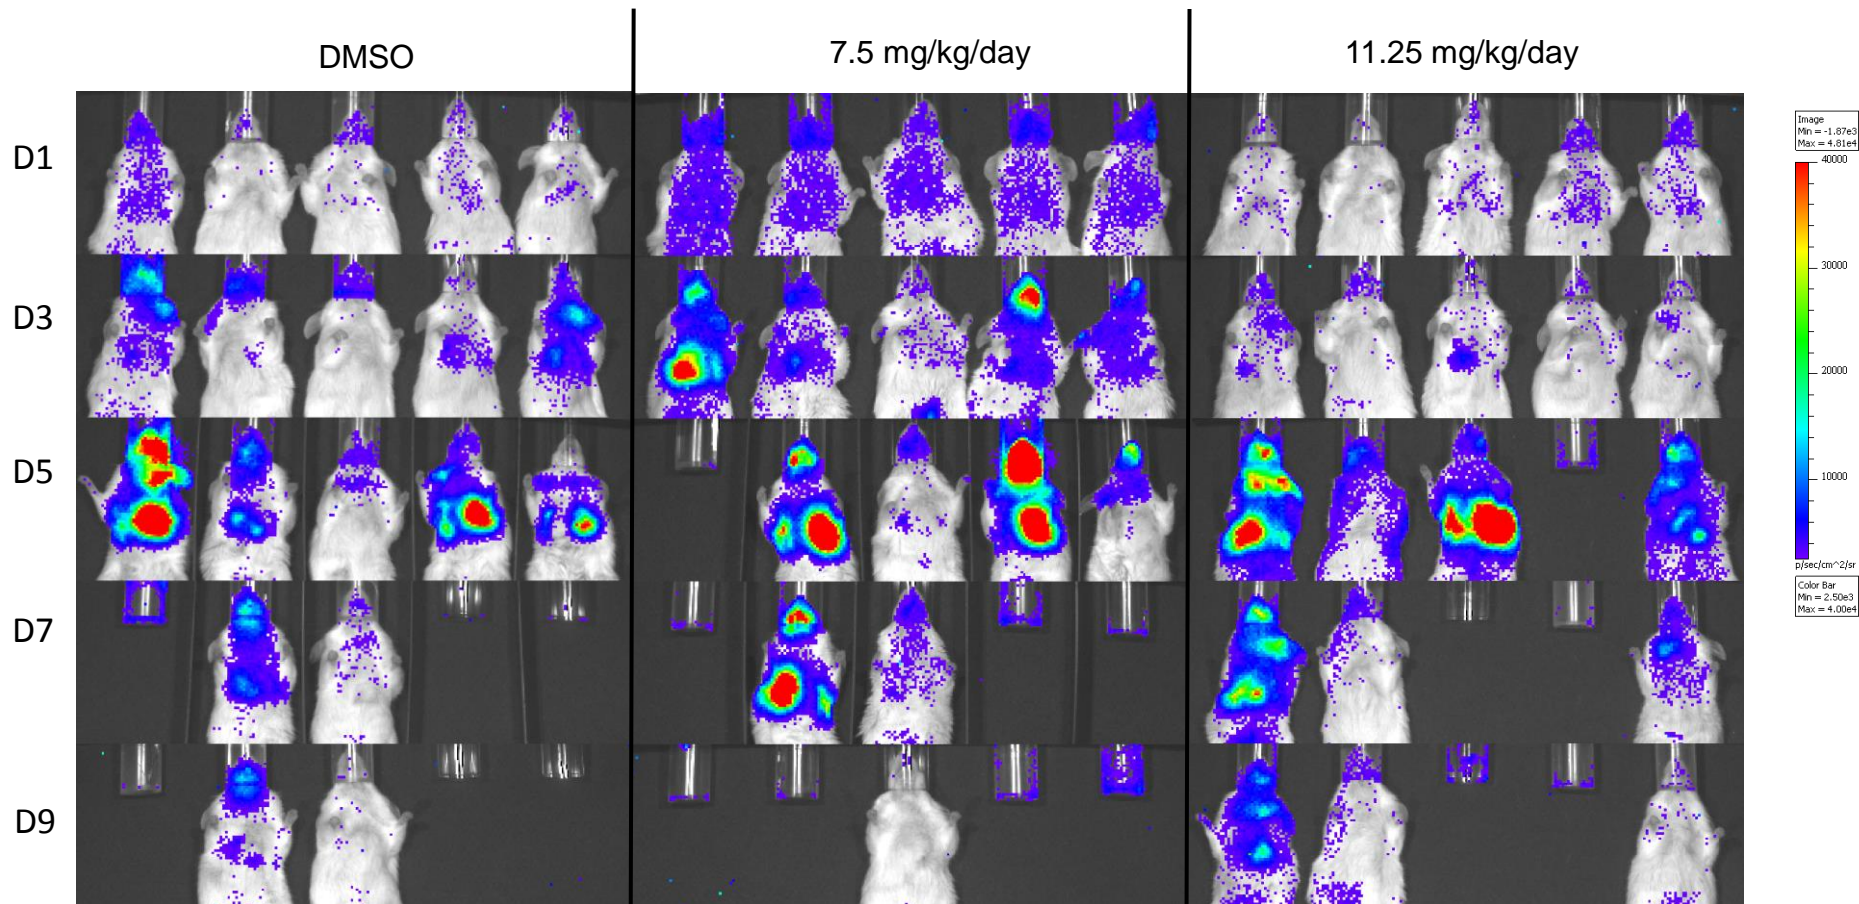 DMSO
7.5 mg/kg/day
11.25 mg/kg/day
D1
D3
D5
D7
D9
Image
Min = -1.87e3
Max = 4.81e4
40000
30000
20000
10000
p/sec/cm^2/sr
Color Bar
Min = 2.50e3
Max = 4.00e4